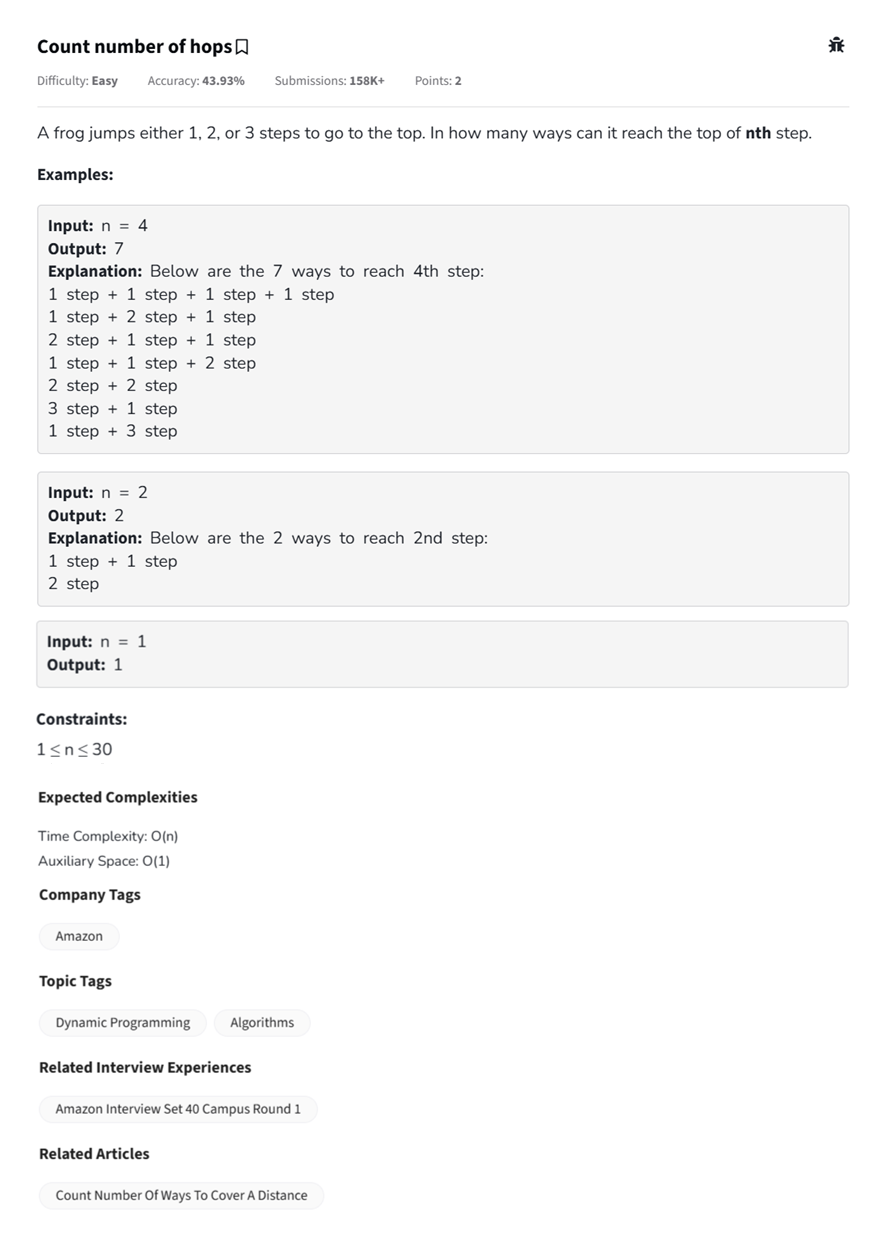 Count number of hops
Difficulty: Easy Accuracy: 43.93% Submissions: 158K+ Points: 2
A frog jumps either 1, 2, or 3 steps to go to the top. In how many ways can it reach the top of nth step.
Examples:
Input: n = 4
Output: 7
Explanation: Below are the 7 ways to reach 4th step:
1 step + 1 step + 1 step + 1 step
1 step + 2 step + 1 step
2 step + 1 step + 1 step
1 step + 1 step + 2 step
2 step + 2 step
3 step + 1 step
1 step + 3 step
Input: n = 2
Output: 2
Explanation: Below are the 2 ways to reach 2nd step:
1 step + 1 step
2 step
Input: n = 1
Output: 1
Constraints:
1 ≤ n ≤ 30
Expected Complexities
Time Complexity: O(n)
Auxiliary Space: O(1)
Company Tags
Amazon
Topic Tags
Dynamic Programming Algorithms
Related Interview Experiences
Amazon Interview Set 40 Campus Round 1
Related Articles
Count Number Of Ways To Cover A Distance